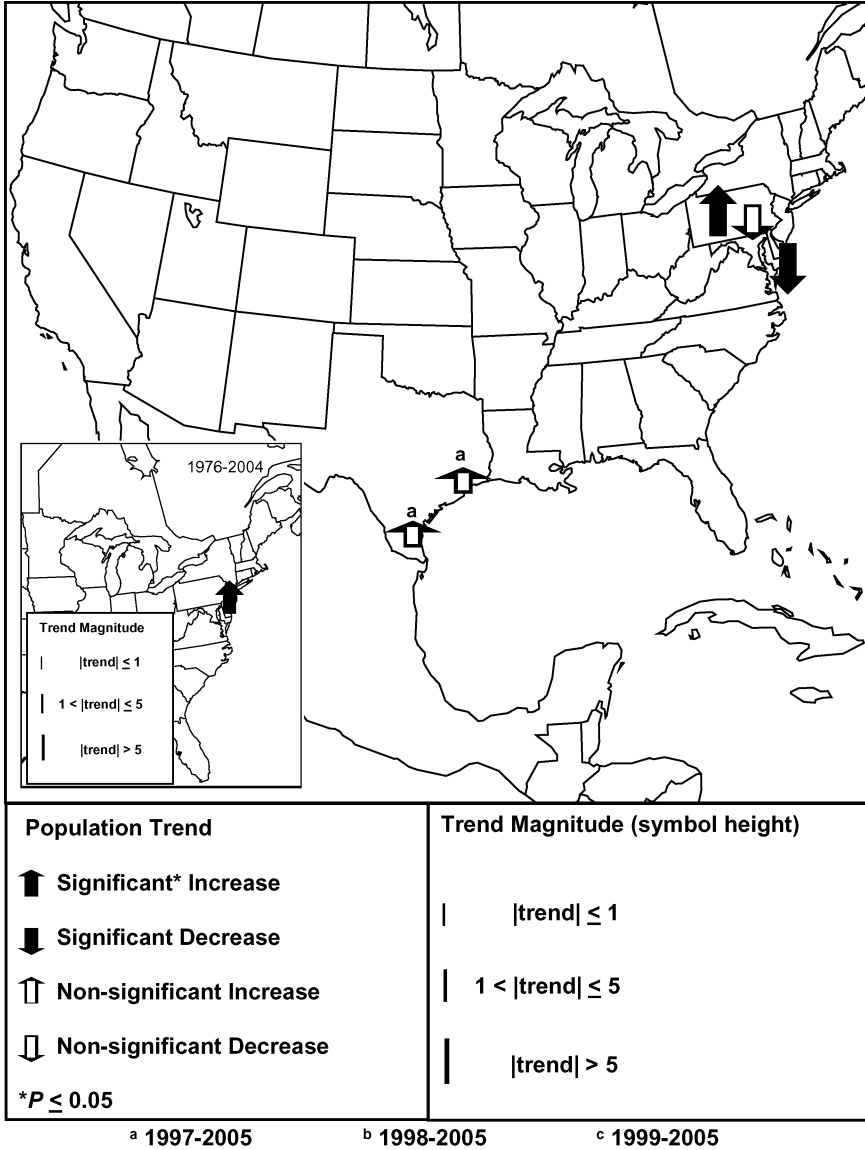 a
a
1976-2004
Trend Magnitude
|trend| ≤ 1
1 < |trend| ≤ 5
|trend| > 5
Population Trend
Significant* Increase
Significant Decrease
Non-significant Increase
Non-significant Decrease
*P ≤ 0.05
Trend Magnitude (symbol height)
|trend| ≤ 1
1 < |trend| ≤ 5
|trend| > 5
a 1997-2005 b 1998-2005 c 1999-2005